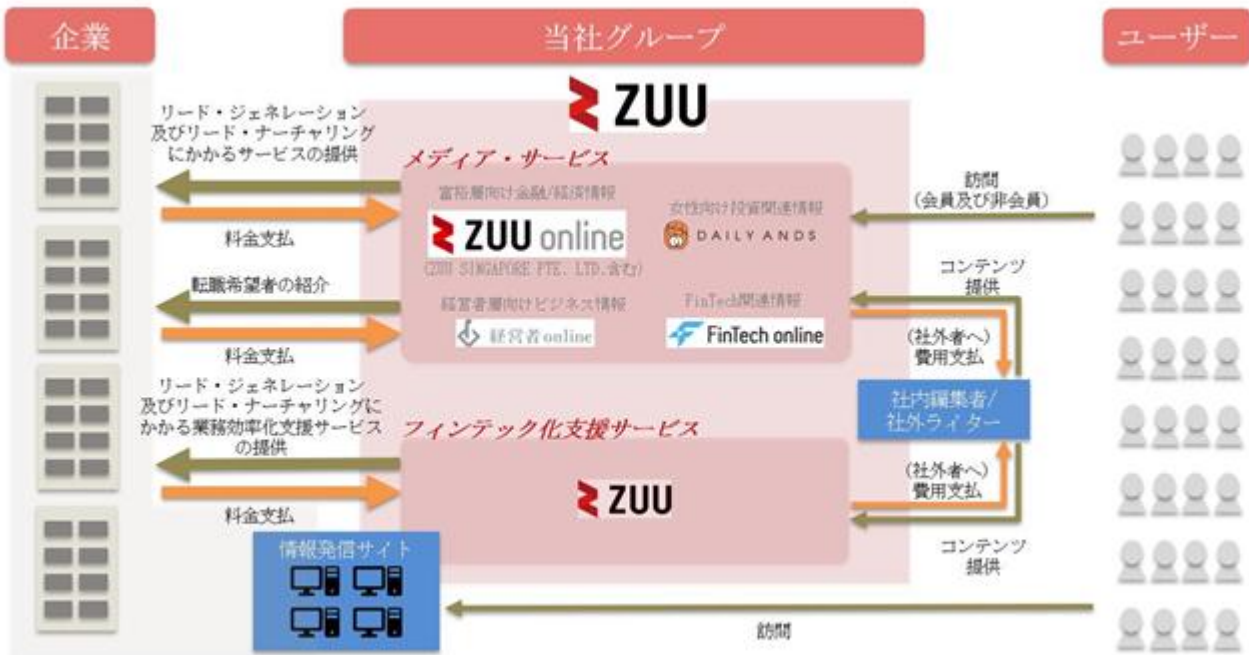 企業
当社グループ
ユーザー
ZUU
リード・ジェネレーション
及びリード・ナーチャリング
にかかるサービスの提供
料金支払
転職希望者の紹介
料金支払
リード・ジェネレーション
及びリード・ナーチャリングに
かかる業務効率化支援サービス
の提供
料金支払
メディア・サービス
富裕層向け金融/経済情報
ZUU online
(ZUU SINGAPORE PTE. LTD.含む)
女性向け投資関連情報
DAILY ANDS
経営者層向けビジネス情報
経営者online
FinTech関連情報
FinTech online
フィンテック化支援サービス
ZUU
訪問
(会員及び非会員)
コンテンツ
提供
(社外者へ)
費用支払
社内編集者/
社外ライター
(社外者へ)
費用支払
コンテンツ
提供
情報発信サイト
訪問